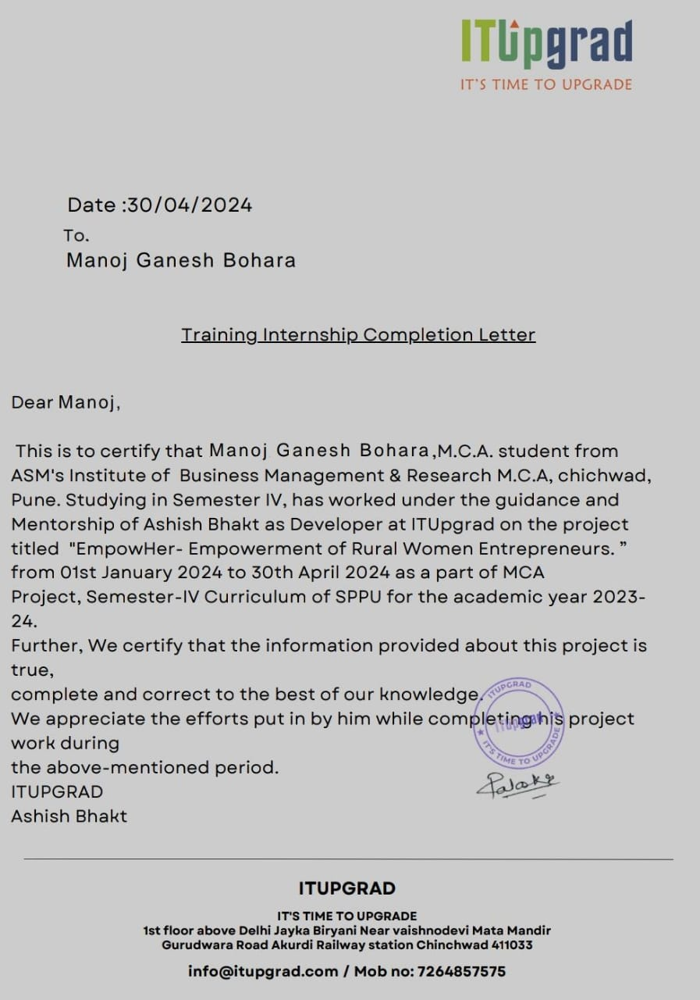 ITUpgrad
IT'S TIME TO UPGRADE
Date :30/04/2024
To.
Manoj Ganesh Bohara
Training Internship Completion Letter
Dear Manoj,
This is to certify that Manoj Ganesh Bohara,M.C.A. student from
ASM's Institute of Business Management & Research M.C.A, chichwad,
Pune. Studying in Semester IV, has worked under the guidance and
Mentorship of Ashish Bhakt as Developer at ITUpgrad on the project
titled "EmpowHer- Empowerment of Rural Women Entrepreneurs. ”
from 01st January 2024 to 30th April 2024 as a part of MCA
Project, Semester-IV Curriculum of SPPU for the academic year 2023-
24.
Further, We certify that the information provided about this project is
true,
complete and correct to the best of our knowledge.
We appreciate the efforts put in by him while completing his project
work during
the above-mentioned period.
ITUPGRAD
Ashish Bhakt
ITUPGRAD
ITUpgrad
IT'S TIME TO UPGRADE
ITUPGRAD
IT'S TIME TO UPGRADE
1st floor above Delhi Jayka Biryani Near vaishnodevi Mata Mandir
Gurudwara Road Akurdi Railway station Chinchwad 411033
info@itupgrad.com / Mob no: 7264857575